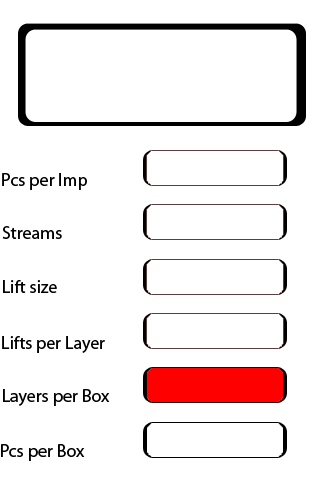 Pcs per Imp
Streams
Lift size
Lifts per Layer
Layers per Box
Pcs per Box